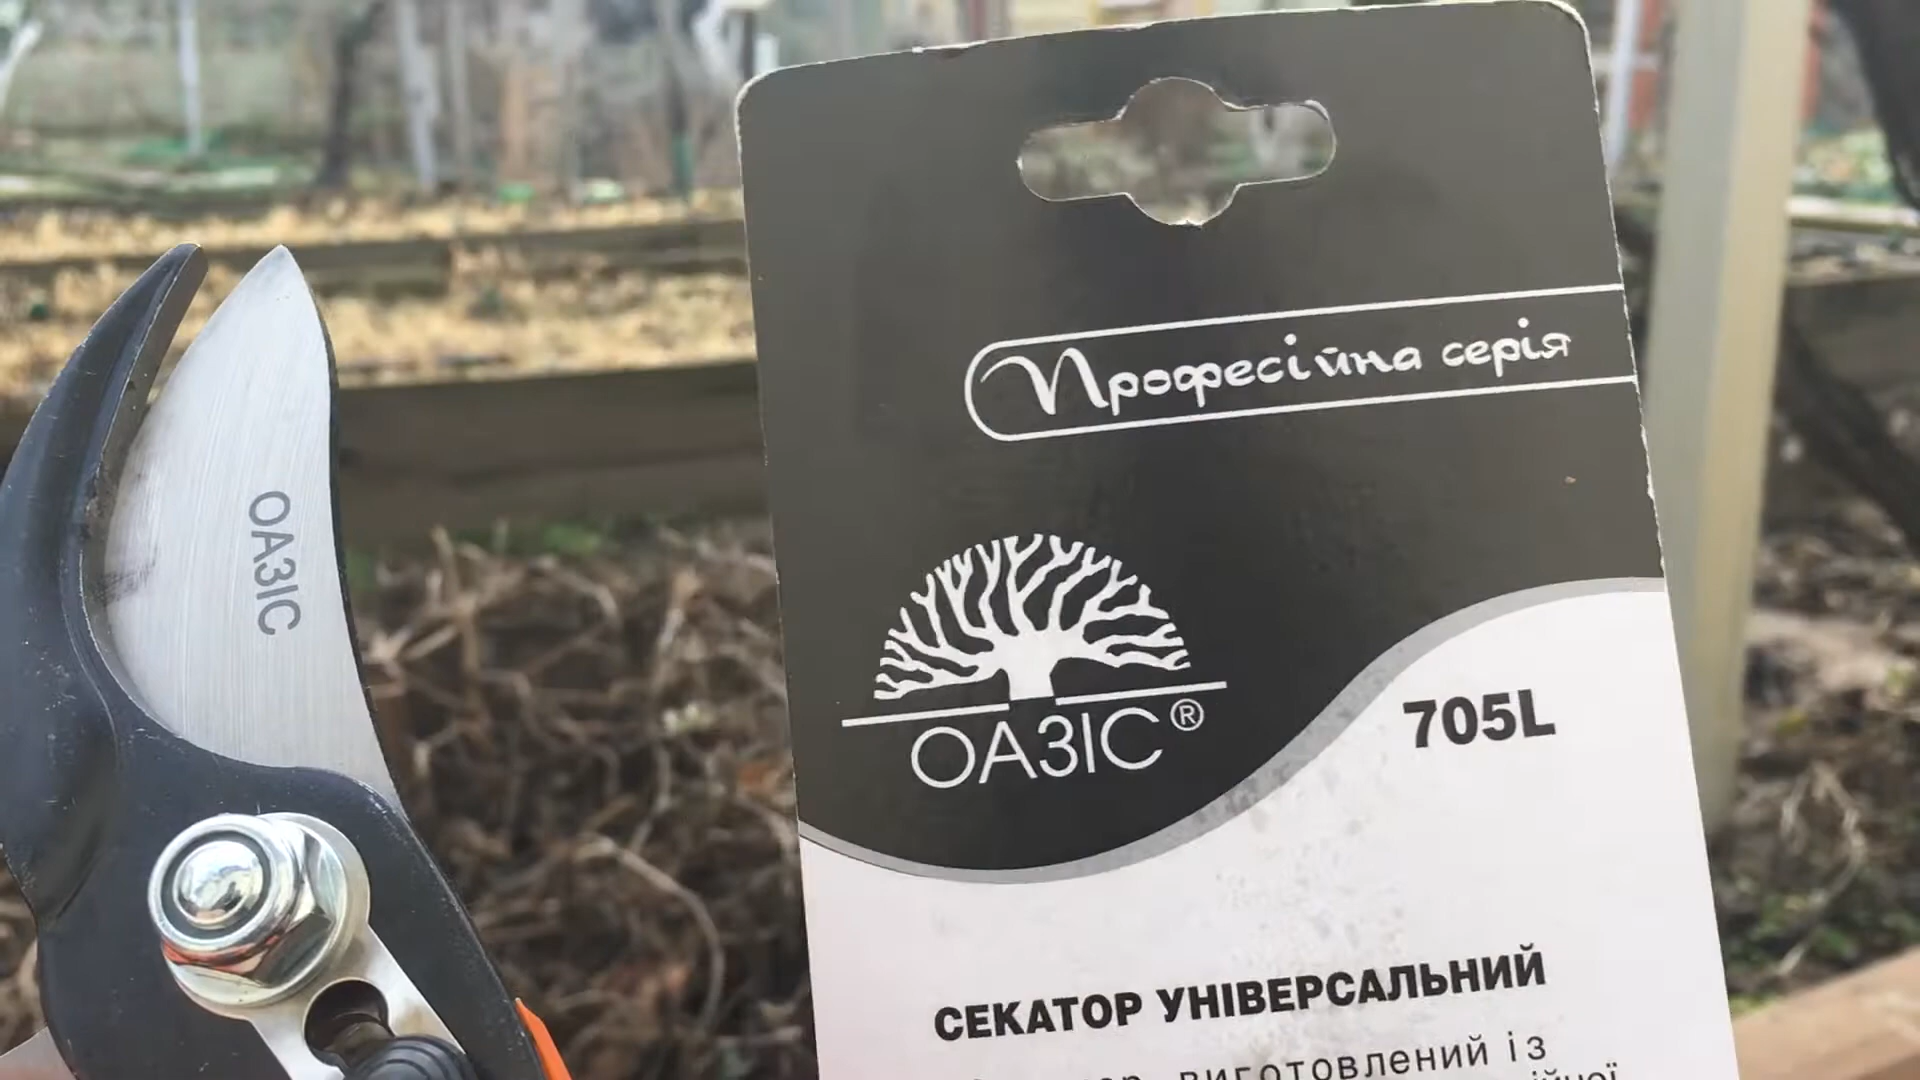 Професійна серія
ОАЗІС
ОАЗІС®
705L
СЕКАТОР УНІВЕРСАЛЬНИЙ
виготовлений із